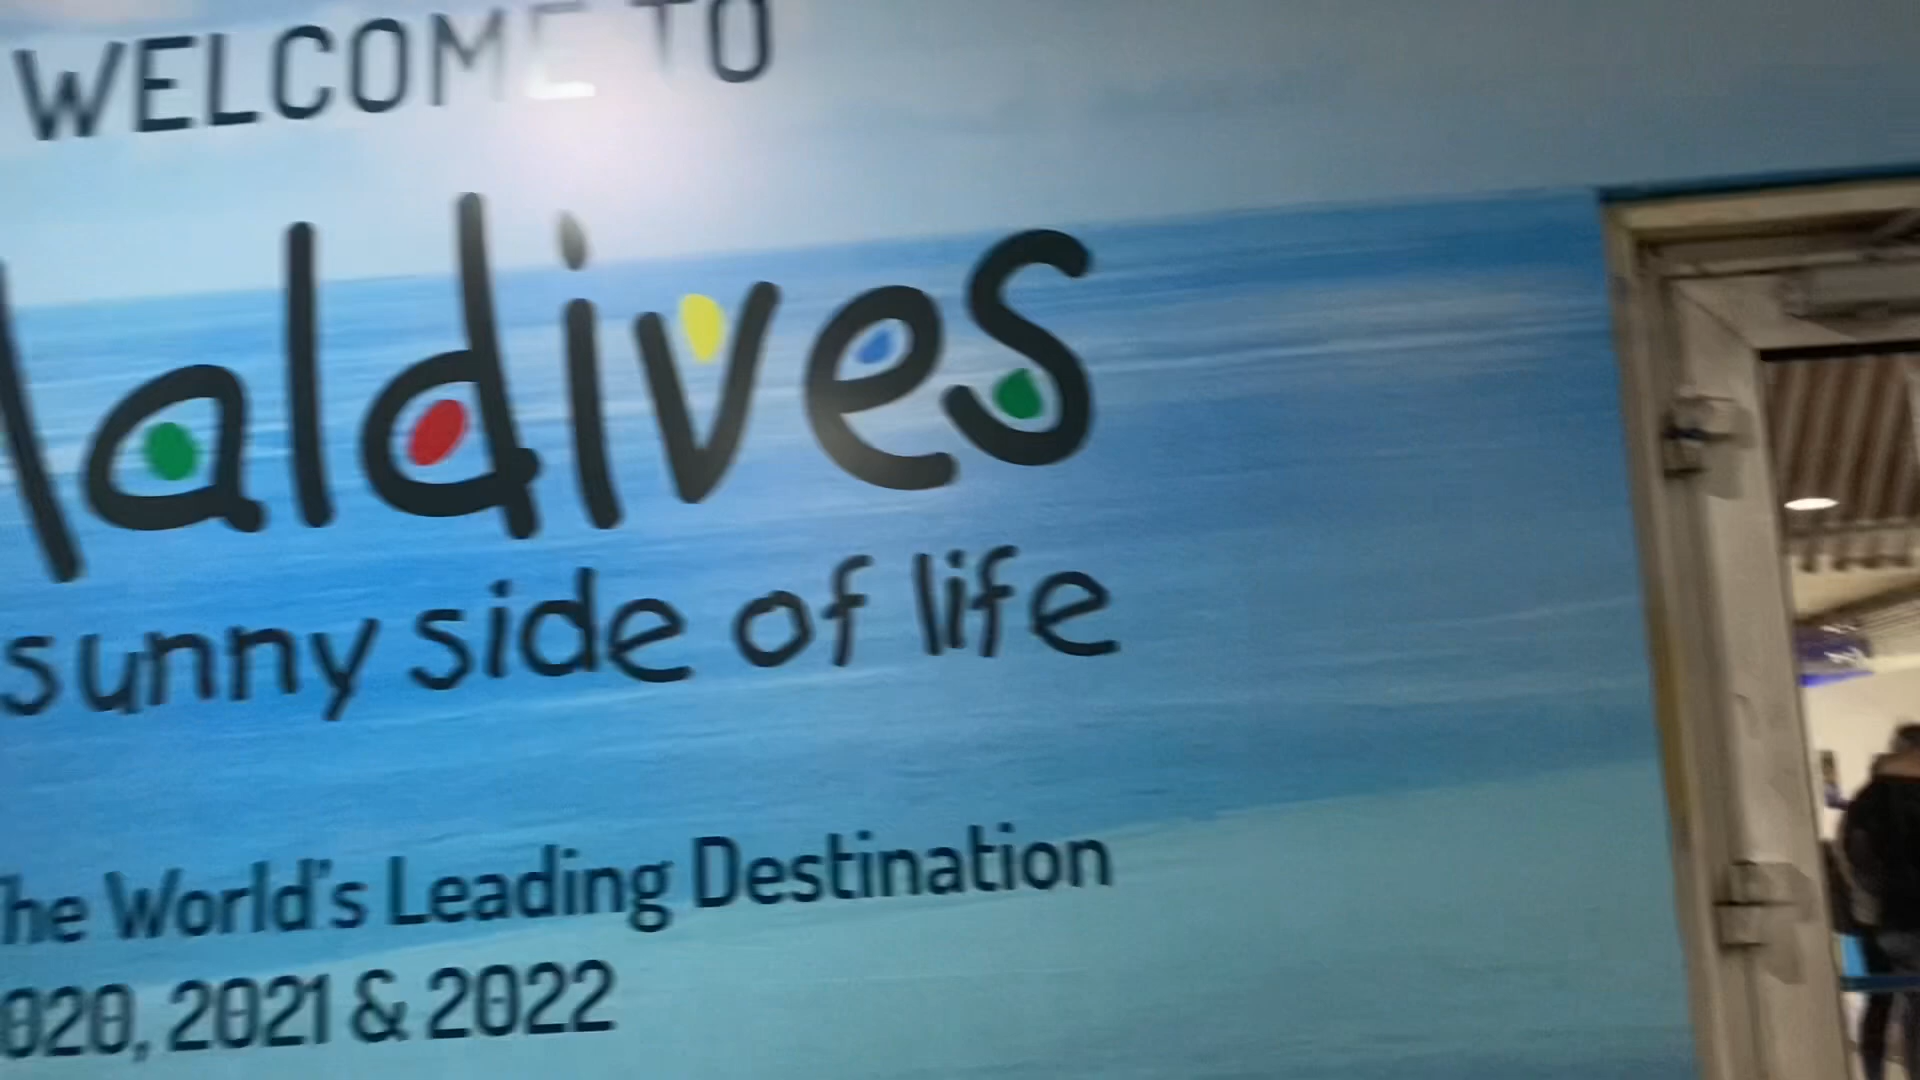 WELCOME TO
Maldives
sunny side of life
The World's Leading Destination
2020, 2021 & 2022